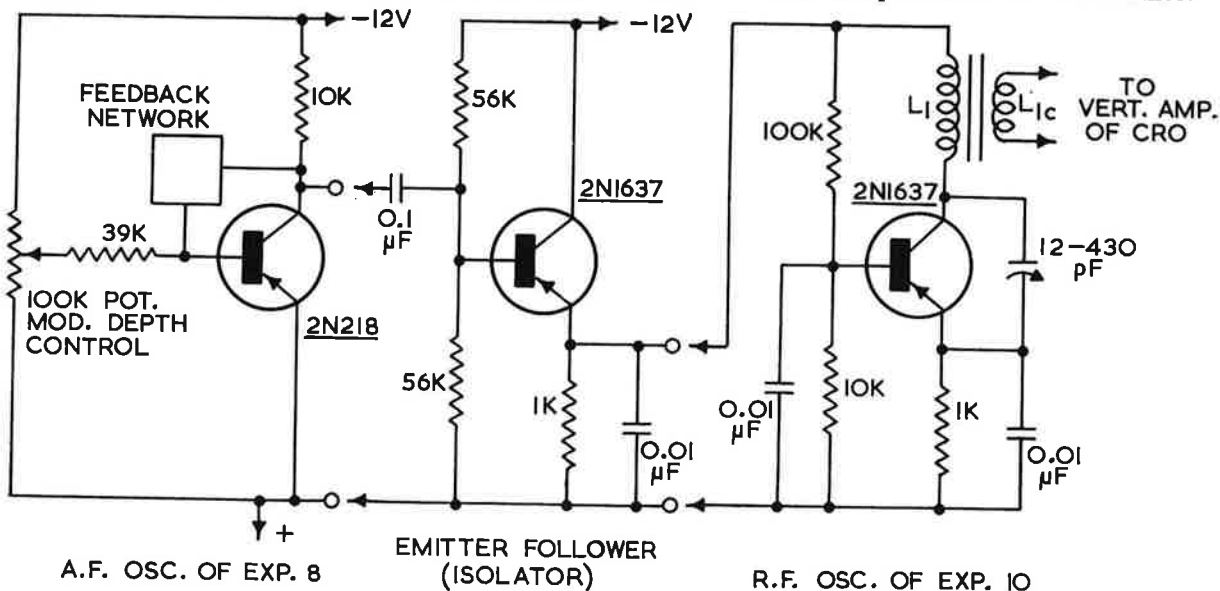 -12V
-12V
FEEDBACK
NETWORK
10K
56K
100K
L1
L1c
TO
VERT. AMP.
OF CRO
2N1637
2N1637
0.1
µF
39K
12-430
pF
100K POT.
MOD. DEPTH
CONTROL
2N218
56K
1K
0.01
µF
0.01
µF
10K
1K
0.01
µF
+
A.F. OSC. OF EXP. 8
EMITTER FOLLOWER
(ISOLATOR)
R.F. OSC. OF EXP. 10